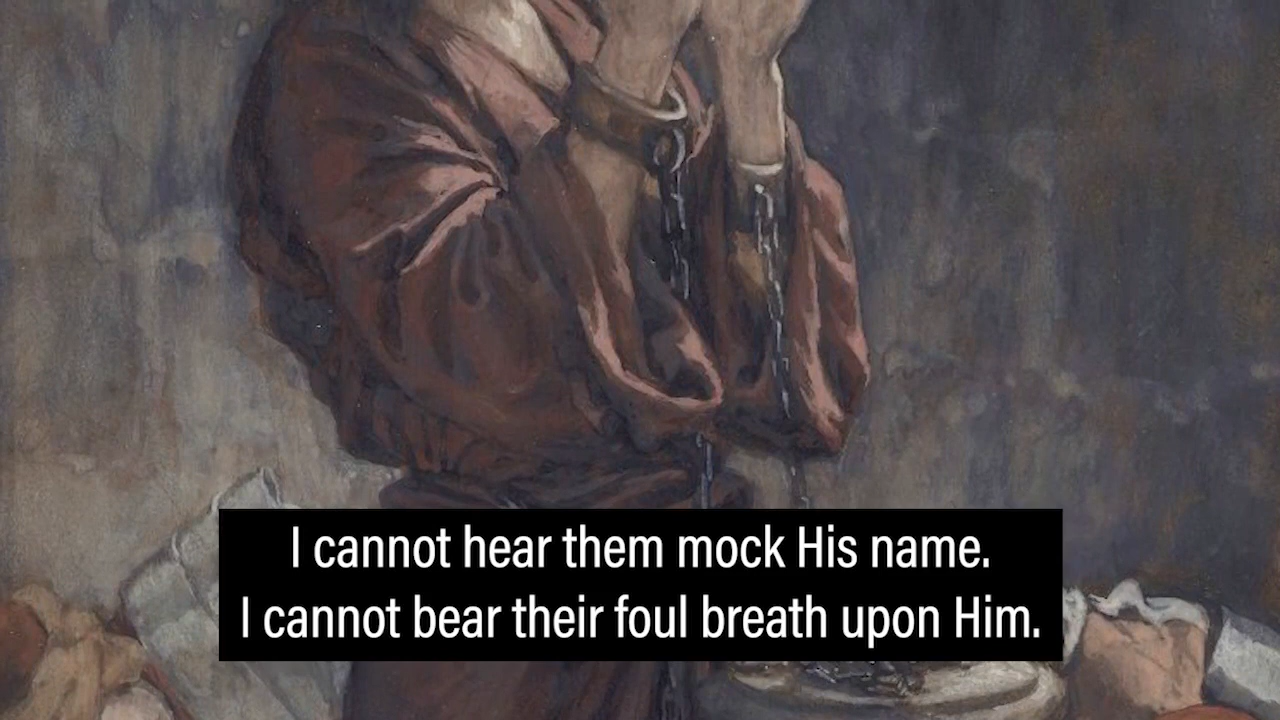 I cannot hear them mock His name.
I cannot bear their foul breath upon Him.